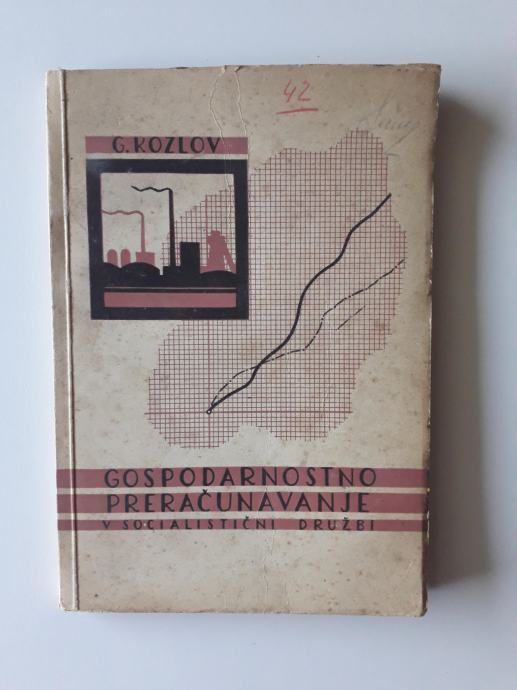 42
G. KOZLOV
GOSPODARNOSTNO
PRERAČUNAVANJE
V SOCIALISTIČNI DRUŽBI